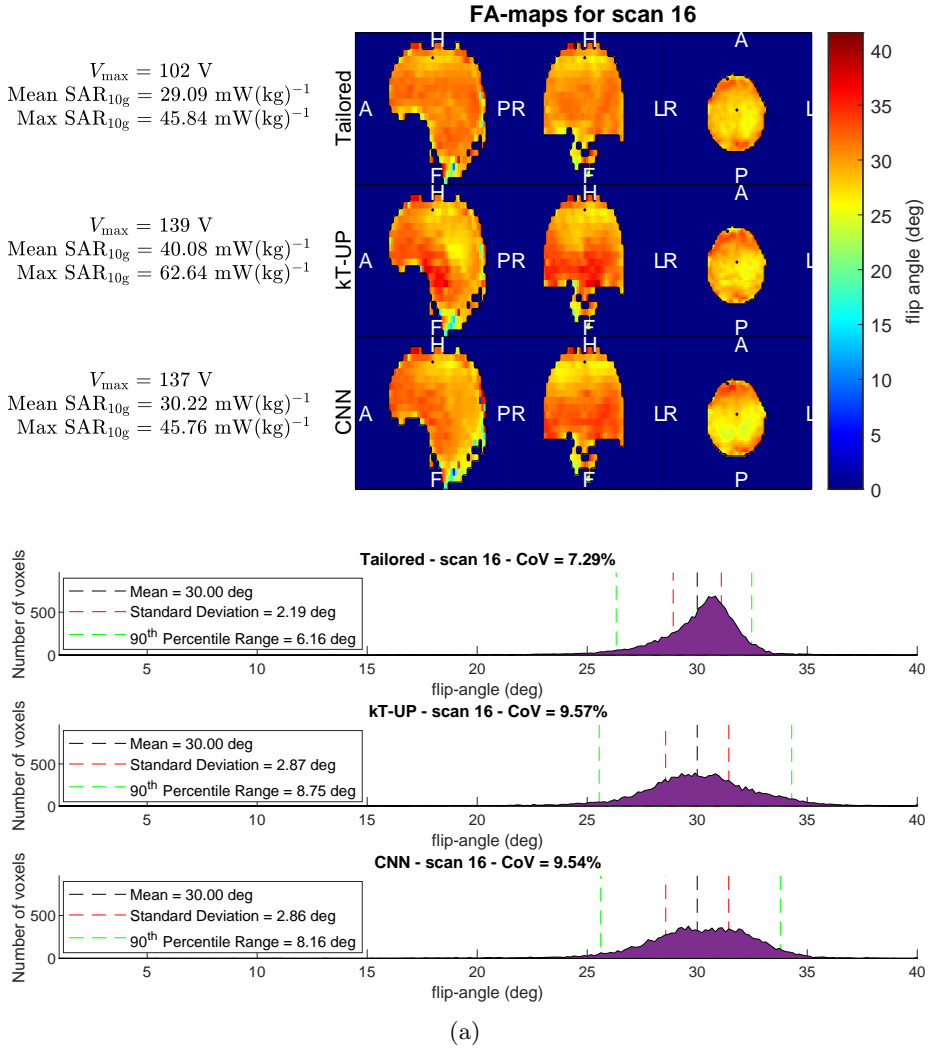 FA-maps for scan 16
V_max = 102 V
Mean SAR_10g = 29.09 mW(kg)⁻¹
Max SAR_10g = 45.84 mW(kg)⁻¹
V_max = 139 V
Mean SAR_10g = 40.08 mW(kg)⁻¹
Max SAR_10g = 62.64 mW(kg)⁻¹
V_max = 137 V
Mean SAR_10g = 30.22 mW(kg)⁻¹
Max SAR_10g = 45.76 mW(kg)⁻¹
Tailored
H H A
A PR LR L
F F P
kT-UP
H H A
A PR LR L
F F P
CNN
H H A
A PR LR L
F F P
40
35
30
25
20
15
10
5
0
flip angle (deg)
Tailored - scan 16 - CoV = 7.29%
Number of voxels
500
0
Mean = 30.00 deg
Standard Deviation = 2.19 deg
90th Percentile Range = 6.16 deg
5 10 15 20 25 30 35 40
flip-angle (deg)
kT-UP - scan 16 - CoV = 9.57%
Number of voxels
500
0
Mean = 30.00 deg
Standard Deviation = 2.87 deg
90th Percentile Range = 8.75 deg
5 10 15 20 25 30 35 40
flip-angle (deg)
CNN - scan 16 - CoV = 9.54%
Number of voxels
500
0
Mean = 30.00 deg
Standard Deviation = 2.86 deg
90th Percentile Range = 8.16 deg
5 10 15 20 25 30 35 40
flip-angle (deg)
(a)